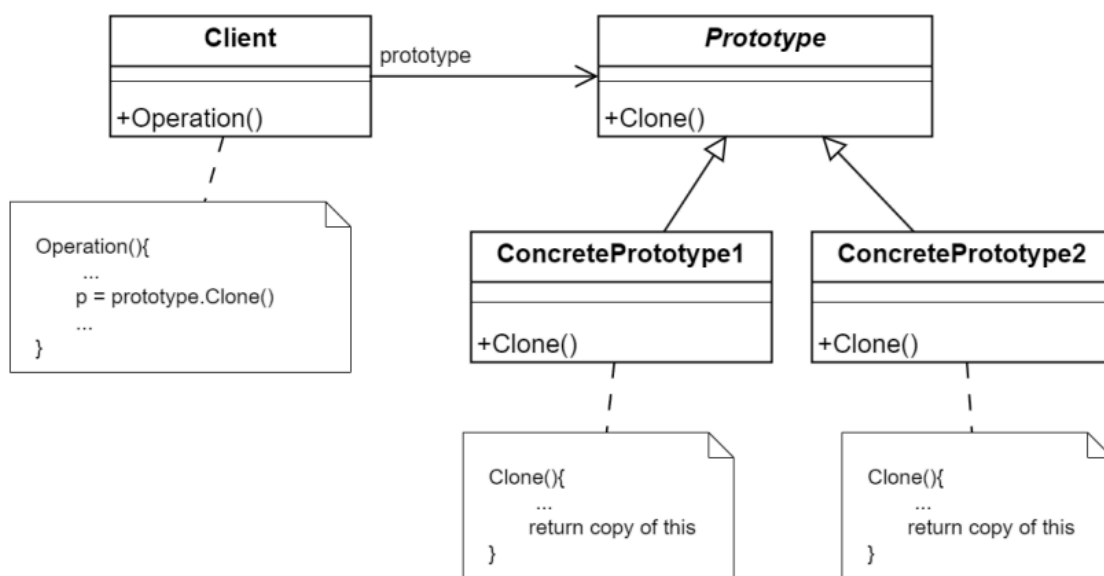 Client
prototype
Prototype
+Operation()
+Clone()
Operation(){
...
p = prototype.Clone()
...
}
ConcretePrototype1
ConcretePrototype2
+Clone()
+Clone()
Clone(){
...
return copy of this
}
Clone(){
...
return copy of this
}